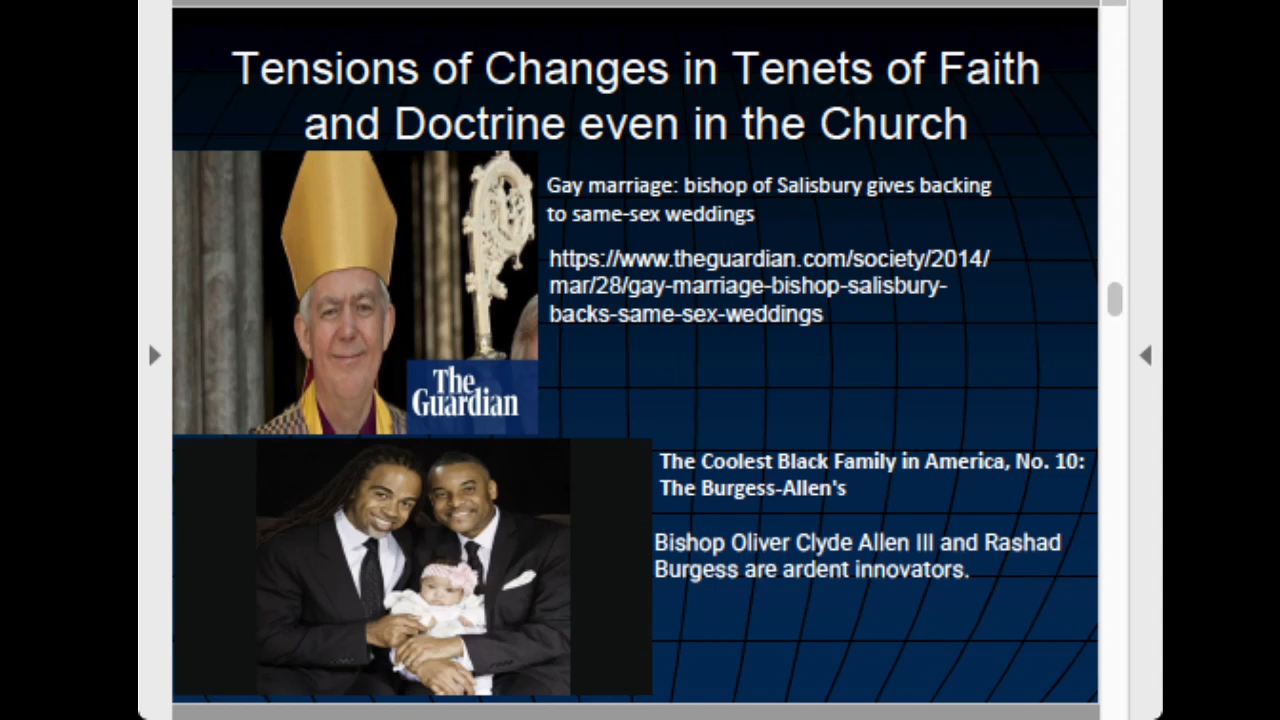 Tensions of Changes in Tenets of Faith
and Doctrine even in the Church
Gay marriage: bishop of Salisbury gives backing
to same-sex weddings
https://www.theguardian.com/society/2014/
mar/28/gay-marriage-bishop-salisbury-
backs-same-sex-weddings
The
Guardian
The Coolest Black Family in America, No. 10:
The Burgess-Allen's
Bishop Oliver Clyde Allen III and Rashad
Burgess are ardent innovators.